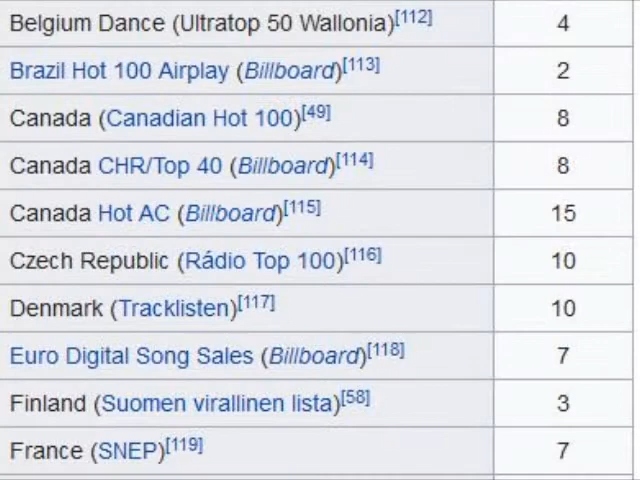 Belgium Dance (Ultratop 50 Wallonia)[112] 4
Brazil Hot 100 Airplay (Billboard)[113] 2
Canada (Canadian Hot 100)[49] 8
Canada CHR/Top 40 (Billboard)[114] 8
Canada Hot AC (Billboard)[115] 15
Czech Republic (Rádio Top 100)[116] 10
Denmark (Tracklisten)[117] 10
Euro Digital Song Sales (Billboard)[118] 7
Finland (Suomen virallinen lista)[58] 3
France (SNEP)[119] 7